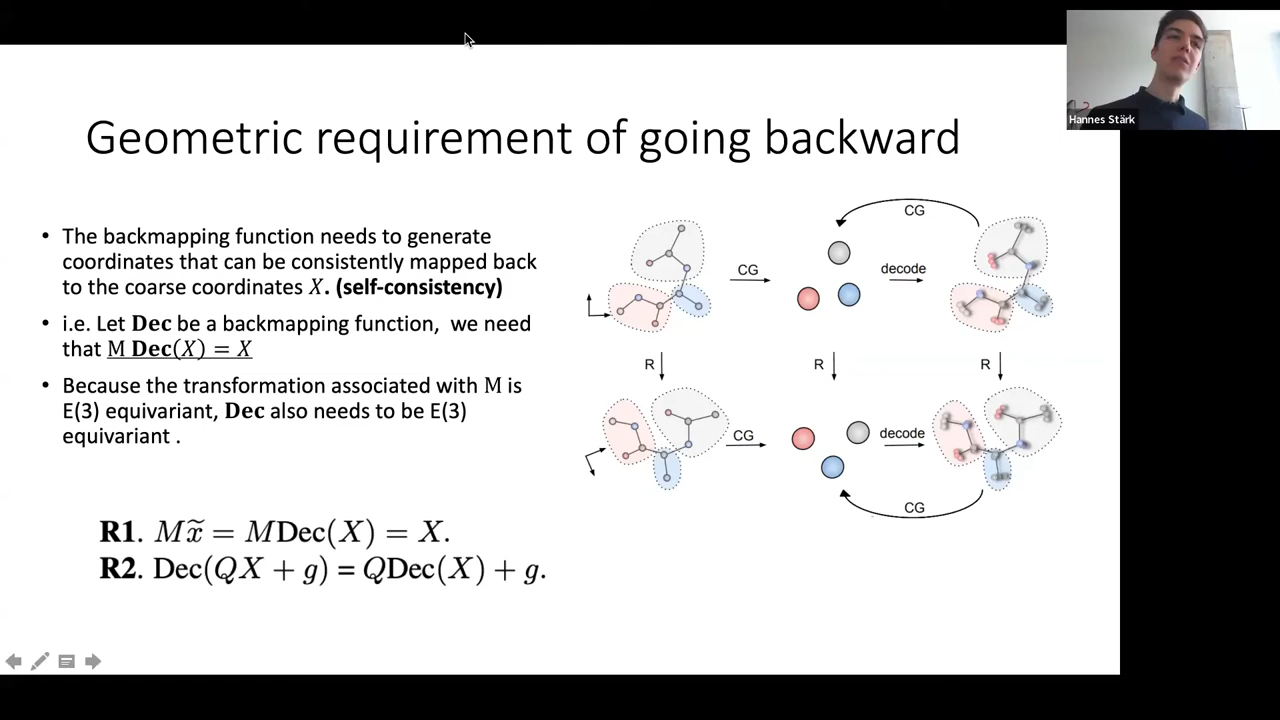 Hannes Stärk
Geometric requirement of going backward
• The backmapping function needs to generate
coordinates that can be consistently mapped back
to the coarse coordinates X. (self-consistency)
• i.e. Let Dec be a backmapping function, we need
that M Dec(X) = X
• Because the transformation associated with M is
E(3) equivariant, Dec also needs to be E(3)
equivariant .
R1. Mx̃ = MDec(X) = X.
R2. Dec(QX + g) = QDec(X) + g.
CG
CG
decode
R
R
R
CG
decode
CG